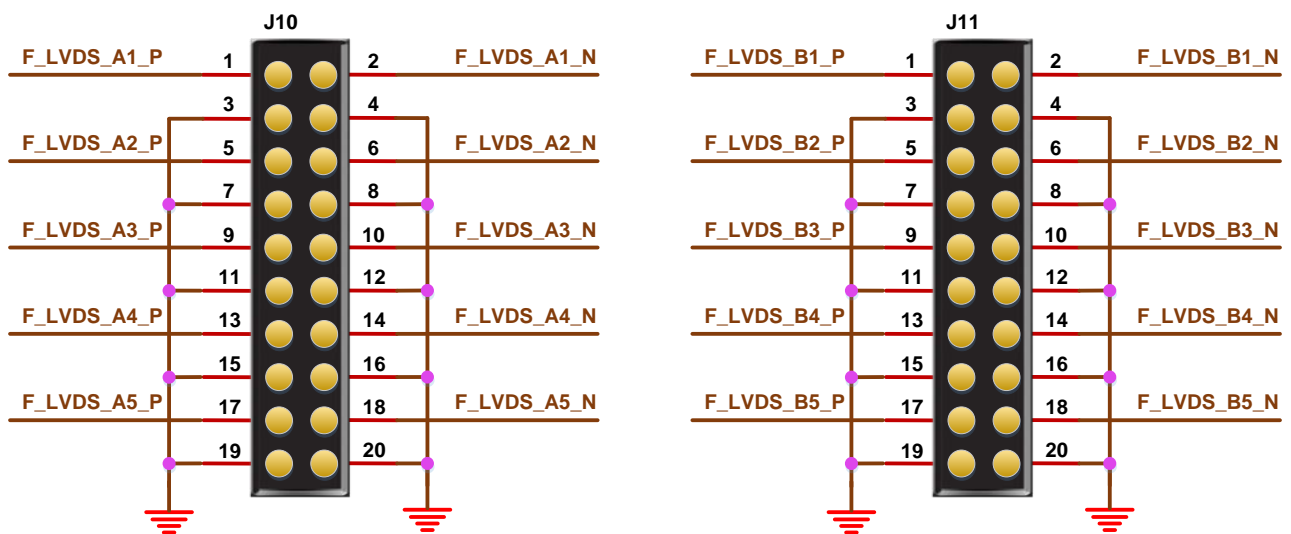 J10 J11
F_LVDS_A1_P 1 2 F_LVDS_A1_N F_LVDS_B1_P 1 2 F_LVDS_B1_N
3 4 3 4
F_LVDS_A2_P 5 6 F_LVDS_A2_N F_LVDS_B2_P 5 6 F_LVDS_B2_N
7 8 7 8
F_LVDS_A3_P 9 10 F_LVDS_A3_N F_LVDS_B3_P 9 10 F_LVDS_B3_N
11 12 11 12
F_LVDS_A4_P 13 14 F_LVDS_A4_N F_LVDS_B4_P 13 14 F_LVDS_B4_N
15 16 15 16
F_LVDS_A5_P 17 18 F_LVDS_A5_N F_LVDS_B5_P 17 18 F_LVDS_B5_N
19 20 19 20